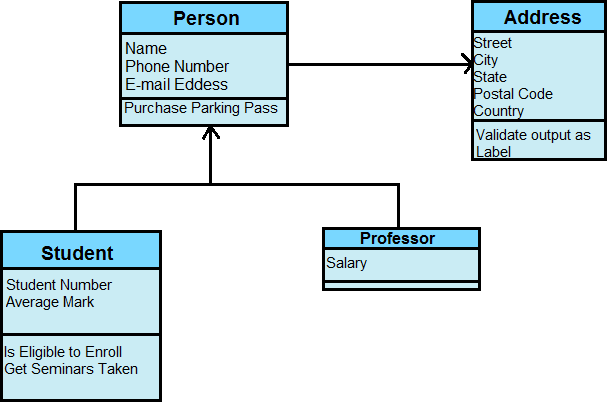 Person
Name
Phone Number
E-mail Eddess
Purchase Parking Pass
Address
Street
City
State
Postal Code
Country
Validate output as
Label
Student
Student Number
Average Mark
Is Eligible to Enroll
Get Seminars Taken
Professor
Salary